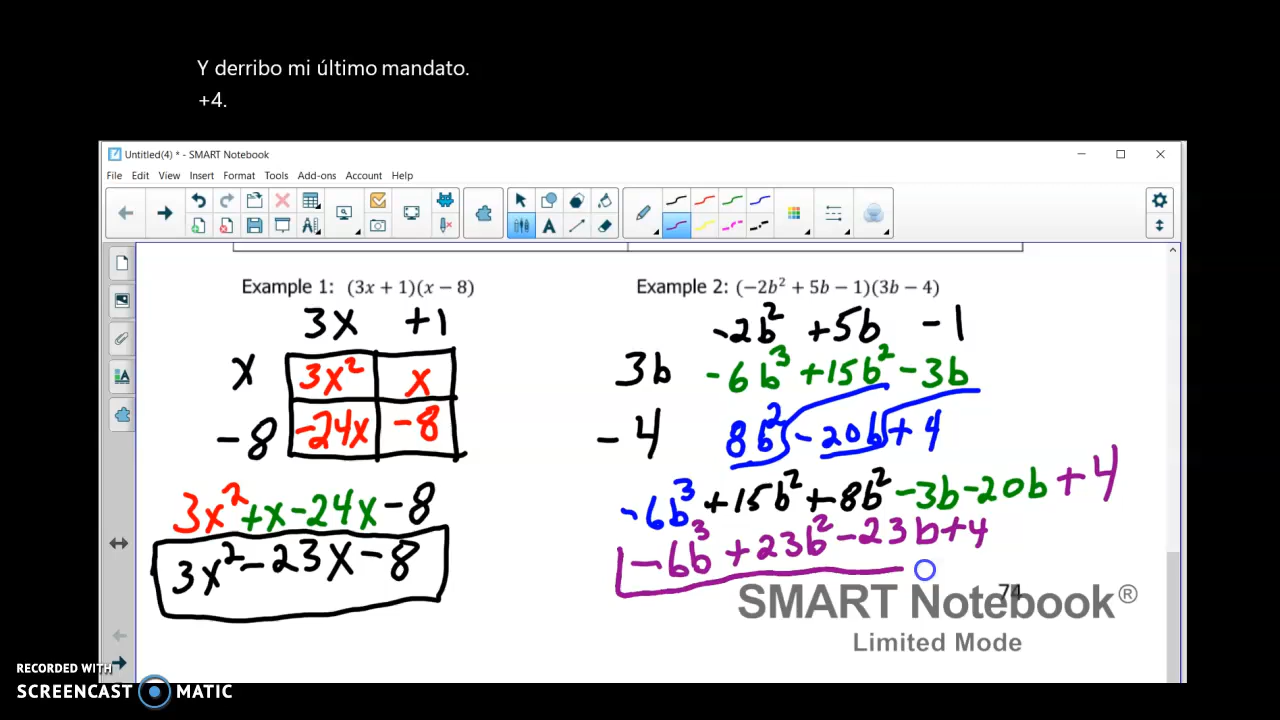 Y derribo mi último mandato.
+4.
Untitled(4) * - SMART Notebook
File Edit View Insert Format Tools Add-ons Account Help
Example 1: (3x + 1)(x − 8)
3x +1
x 3x² x
-8 -24x -8
3x² +x -24x -8
3x² -23x -8
Example 2: (−2b² + 5b − 1)(3b − 4)
-2b² +5b -1
3b -6b³ +15b² -3b
-4 8b² -20b +4
-6b³ +15b² +8b² -3b -20b +4
-6b³ +23b² -23b +4
74
SMART Notebook®
Limited Mode
RECORDED WITH
SCREENCAST MATIC